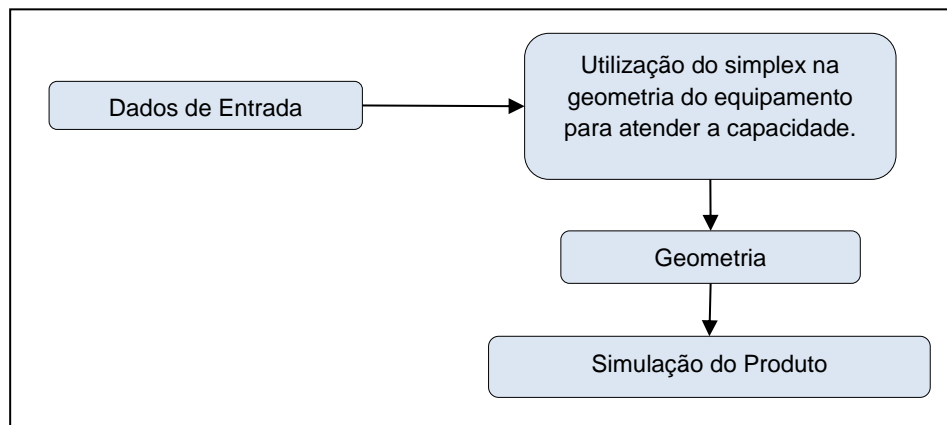 Dados de Entrada
Utilização do simplex na
geometria do equipamento
para atender a capacidade.
Geometria
Simulação do Produto